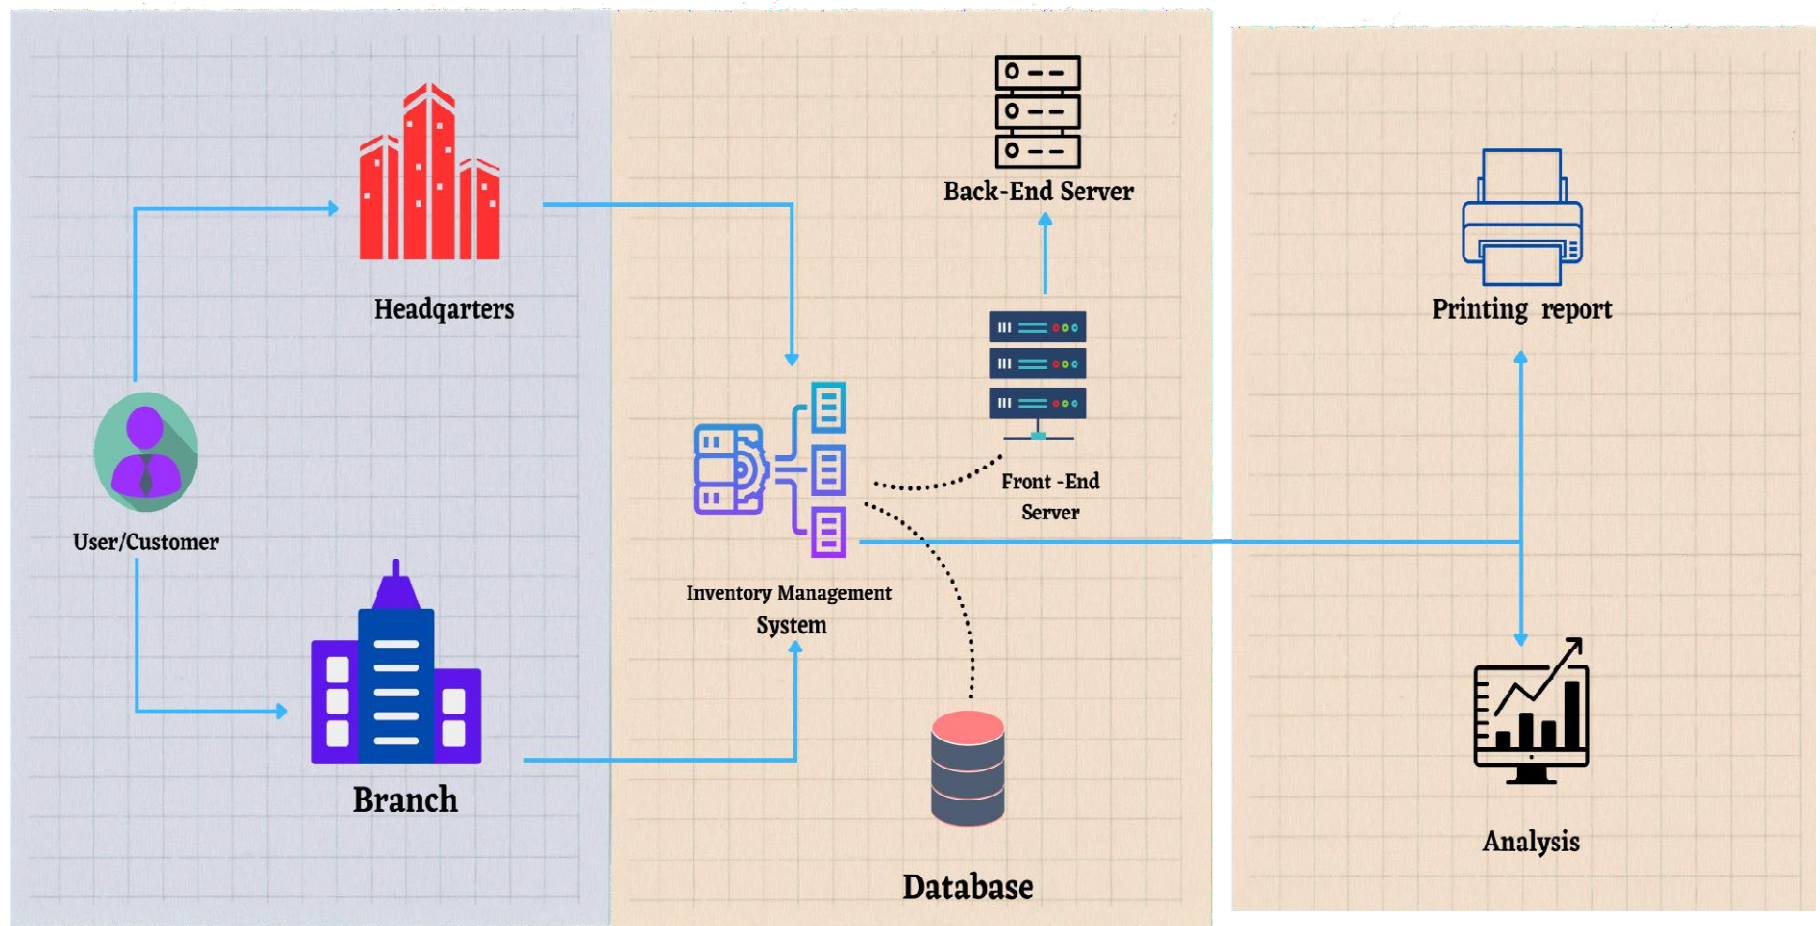 Headqarters
User/Customer
Branch
Back-End Server
Front -End
Server
Inventory Management
System
Database
Printing report
Analysis